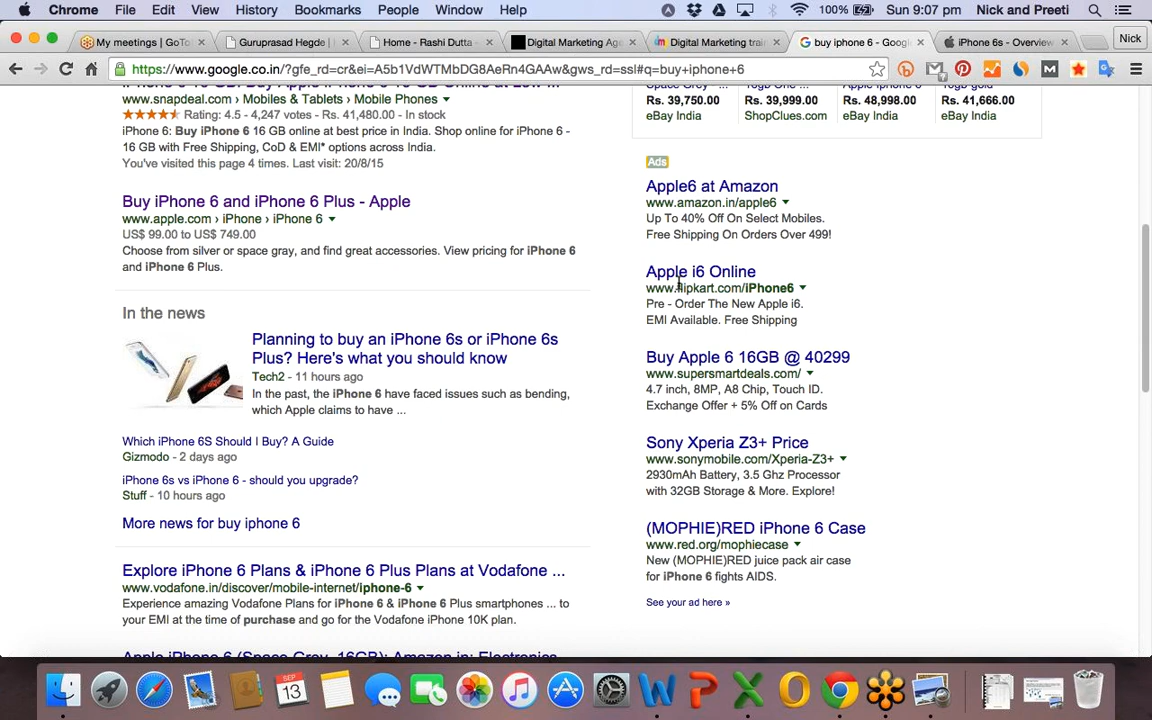 Chrome File Edit View History Bookmarks People Window Help 100% Sun 9:07 pm Nick and Preeti
My meetings | GoTo Guruprasad Hegde | Home - Rashi Dutta - Digital Marketing Age Digital Marketing train buy iphone 6 - Google iPhone 6s - Overview Nick
https://www.google.co.in/?gfe_rd=cr&ei=A5b1VdWTMbDG8AeRn4GAAw&gws_rd=ssl#q=buy+iphone+6
www.snapdeal.com › Mobiles & Tablets › Mobile Phones
Rating: 4.5 - 4,247 votes - Rs. 41,480.00 - In stock
iPhone 6: Buy iPhone 6 16 GB online at best price in India. Shop online for iPhone 6 -
16 GB with Free Shipping, CoD & EMI* options across India.
You've visited this page 4 times. Last visit: 20/8/15
Buy iPhone 6 and iPhone 6 Plus - Apple
www.apple.com › iPhone › iPhone 6
US$ 99.00 to US$ 749.00
Choose from silver or space gray, and find great accessories. View pricing for iPhone 6
and iPhone 6 Plus.
In the news
Planning to buy an iPhone 6s or iPhone 6s
Plus? Here's what you should know
Tech2 - 11 hours ago
In the past, the iPhone 6 have faced issues such as bending,
which Apple claims to have ...
Which iPhone 6S Should I Buy? A Guide
Gizmodo - 2 days ago
iPhone 6s vs iPhone 6 - should you upgrade?
Stuff - 10 hours ago
More news for buy iphone 6
Explore iPhone 6 Plans & iPhone 6 Plus Plans at Vodafone ...
www.vodafone.in/discover/mobile-internet/iphone-6
Experience amazing Vodafone Plans for iPhone 6 & iPhone 6 Plus smartphones ... to
your EMI at the time of purchase and go for the Vodafone iPhone 10K plan.
Apple iPhone 6 (Space Grey, 16GB): Amazon.in: Electronics
Rs. 39,750.00 Rs. 39,999.00 Rs. 48,998.00 Rs. 41,666.00
eBay India ShopClues.com eBay India eBay India
Ads
Apple6 at Amazon
www.amazon.in/apple6
Up To 40% Off On Select Mobiles.
Free Shipping On Orders Over 499!
Apple i6 Online
www.flipkart.com/iPhone6
Pre - Order The New Apple i6.
EMI Available. Free Shipping
Buy Apple 6 16GB @ 40299
www.supersmartdeals.com/
4.7 inch, 8MP, A8 Chip, Touch ID.
Exchange Offer + 5% Off on Cards
Sony Xperia Z3+ Price
www.sonymobile.com/Xperia-Z3+
2930mAh Battery, 3.5 Ghz Processor
with 32GB Storage & More. Explore!
(MOPHIE)RED iPhone 6 Case
www.red.org/mophiecase
New (MOPHIE)RED juice pack air case
for iPhone 6 fights AIDS.
See your ad here »
SEP
13